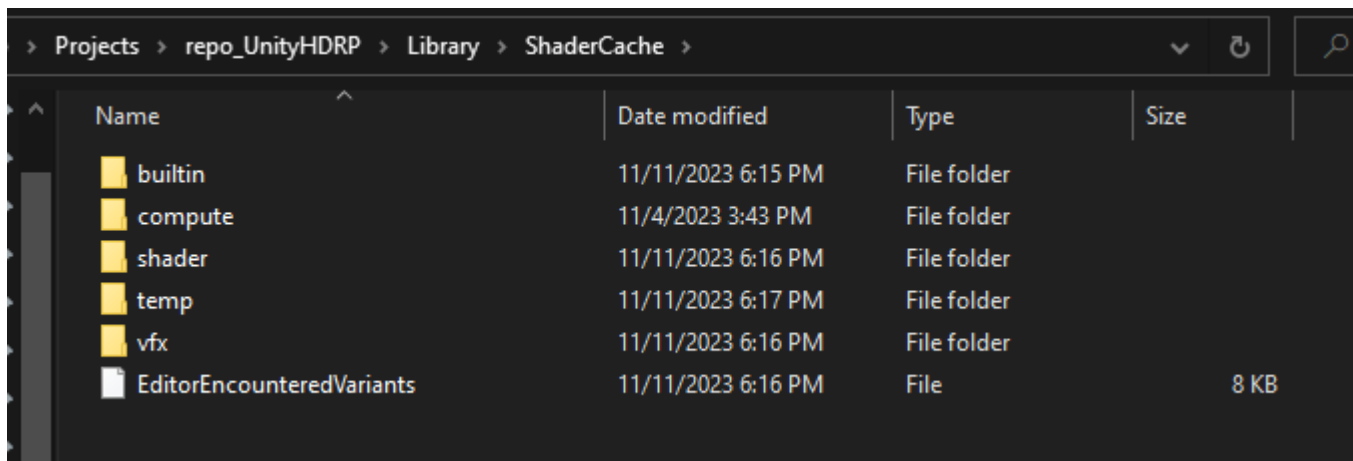 Projects > repo_UnityHDRP > Library > ShaderCache >
Name Date modified Type Size
builtin 11/11/2023 6:15 PM File folder
compute 11/4/2023 3:43 PM File folder
shader 11/11/2023 6:16 PM File folder
temp 11/11/2023 6:17 PM File folder
vfx 11/11/2023 6:16 PM File folder
EditorEncounteredVariants 11/11/2023 6:16 PM File 8 KB